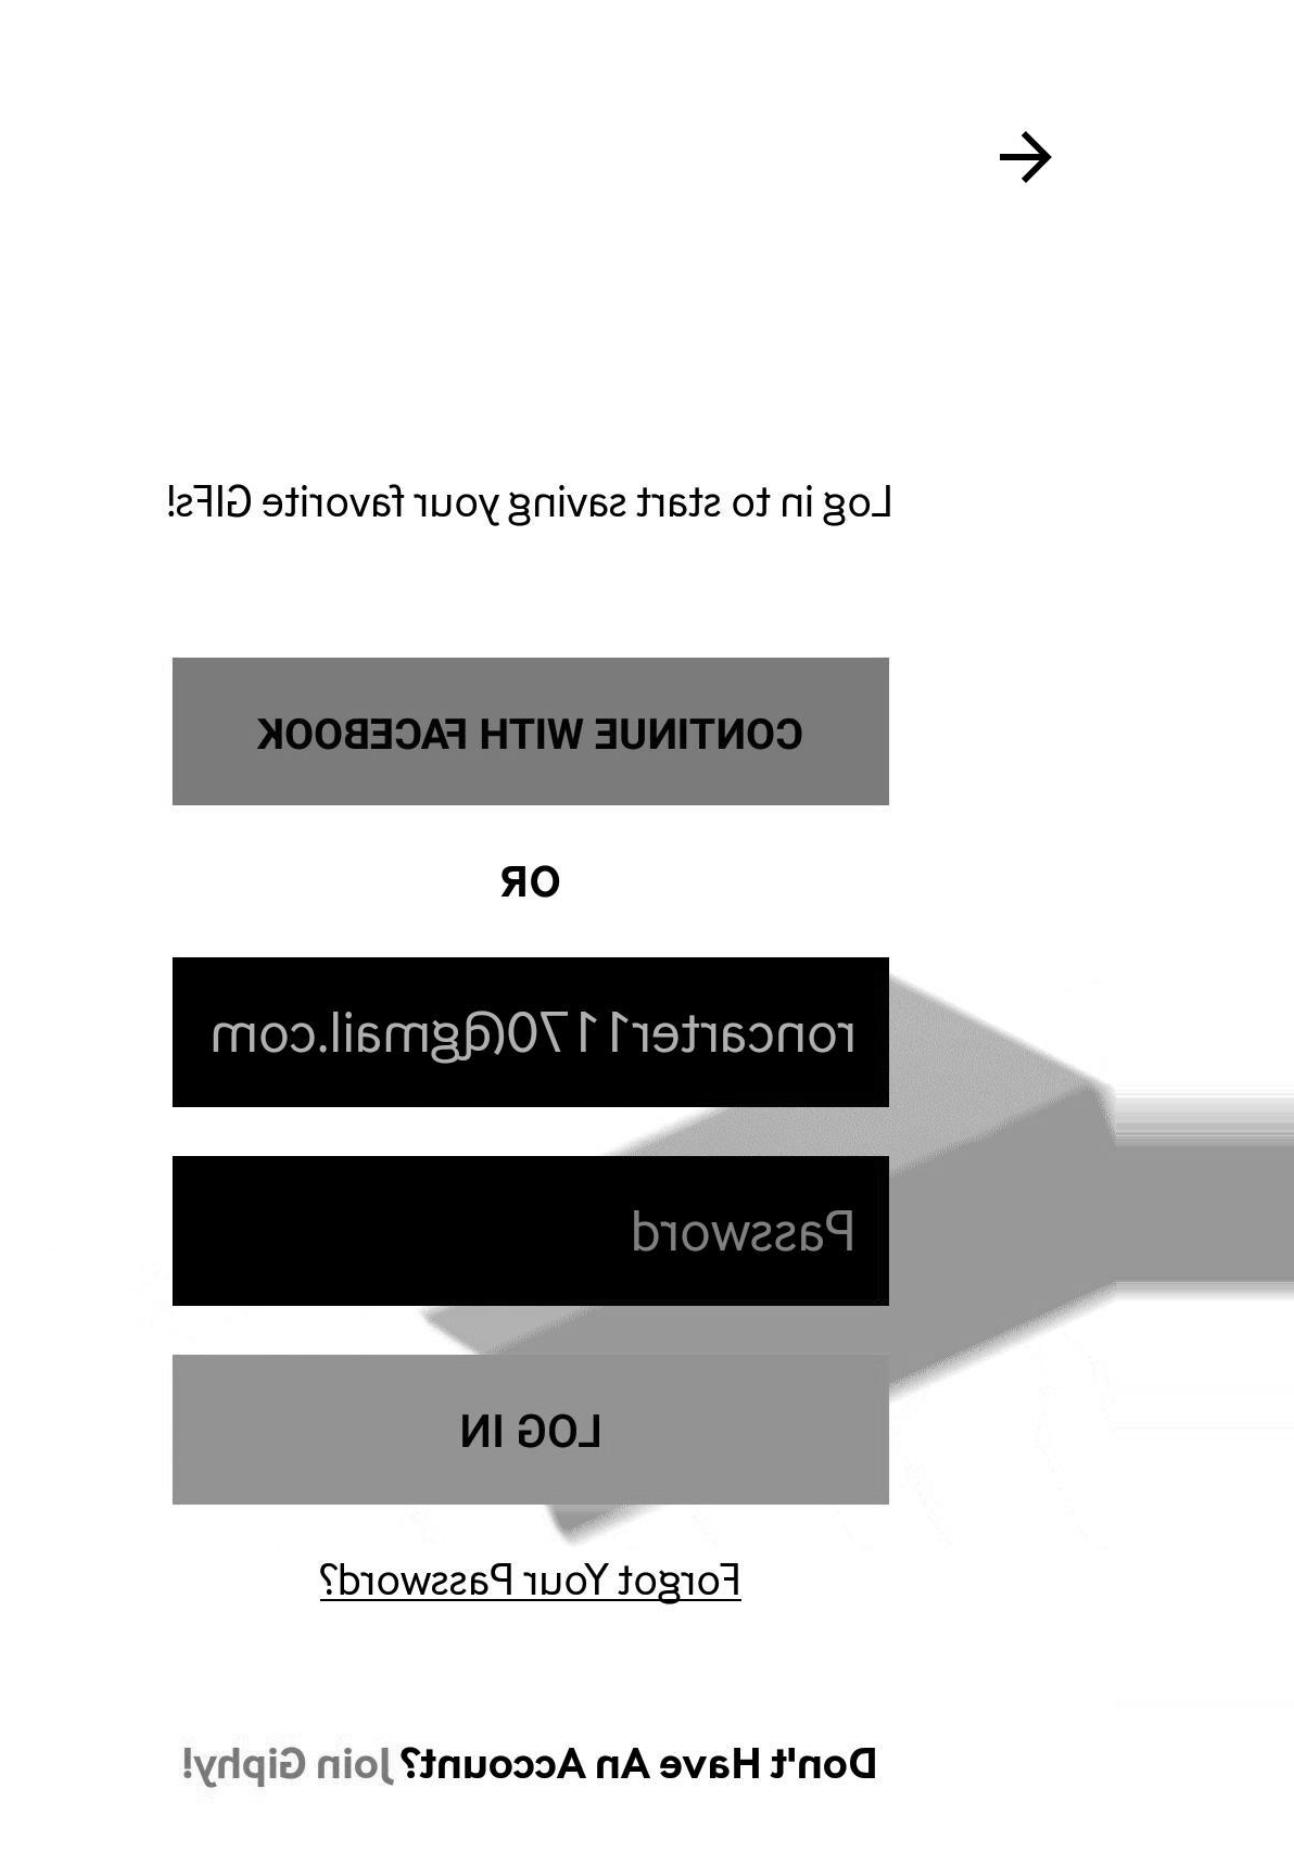 Log in to start saving your favorite GIFs!
CONTINUE WITH FACEBOOK
OR
roncarter1170@gmail.com
Password
LOG IN
Forgot Your Password?
Don't Have An Account? Join Giphy!